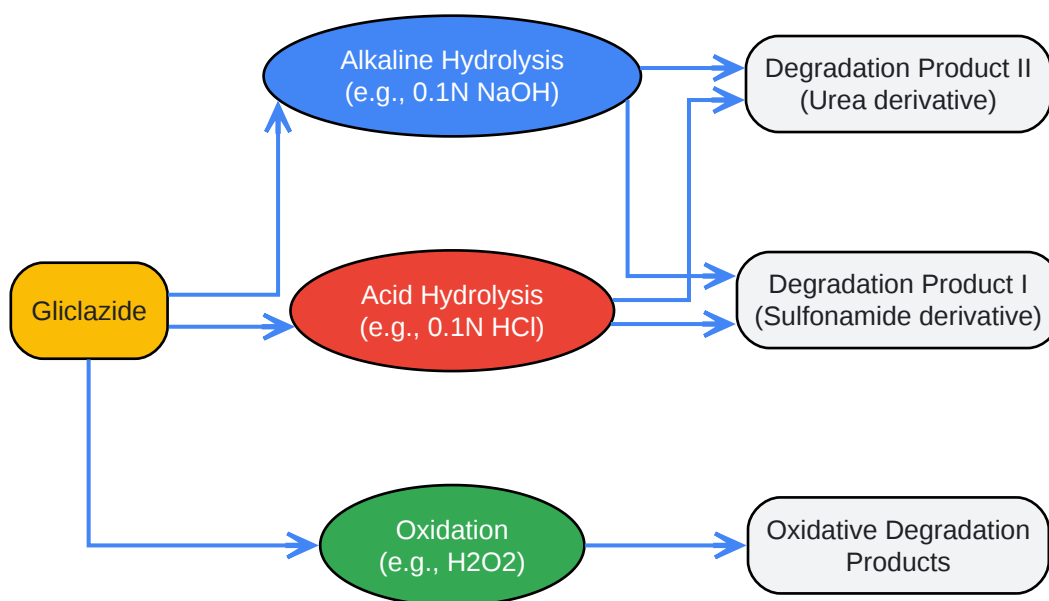 Alkaline Hydrolysis
(e.g., 0.1N NaOH)
Degradation Product II
(Urea derivative)
Gliclazide
Acid Hydrolysis
(e.g., 0.1N HCl)
Degradation Product I
(Sulfonamide derivative)
Oxidation
(e.g., H2O2)
Oxidative Degradation
Products